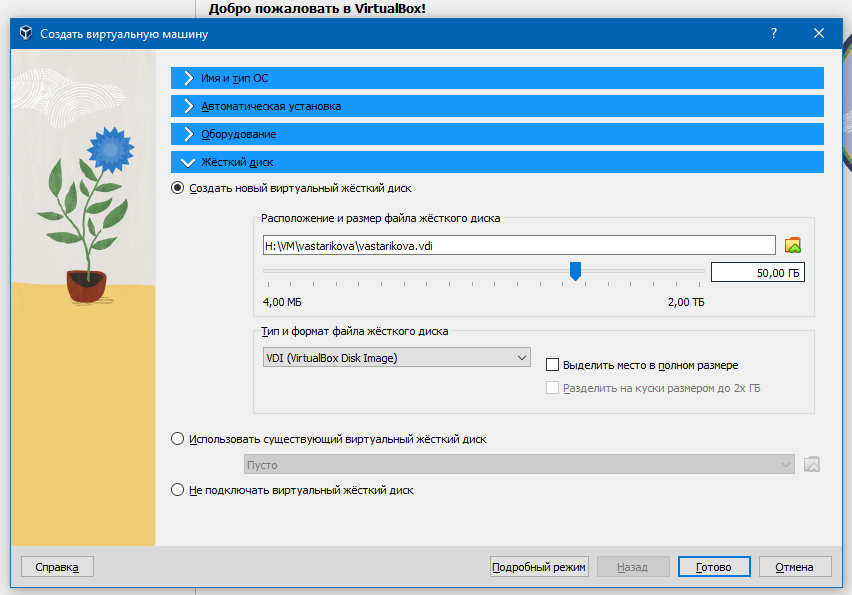 Добро пожаловать в VirtualBox!
Создать виртуальную машину
?
Имя и тип ОС
Автоматическая установка
Оборудование
Жёсткий диск
Создать новый виртуальный жёсткий диск
Расположение и размер файла жёсткого диска
H:\VM\vastarikova\vastarikova.vdi
50,00 ГБ
4,00 МБ 2,00 ТБ
Тип и формат файла жёсткого диска
VDI (VirtualBox Disk Image)
Выделить место в полном размере
Разделить на куски размером до 2х ГБ
Использовать существующий виртуальный жёсткий диск
Пусто
Не подключать виртуальный жёсткий диск
Справка Подробный режим Назад Готово Отмена